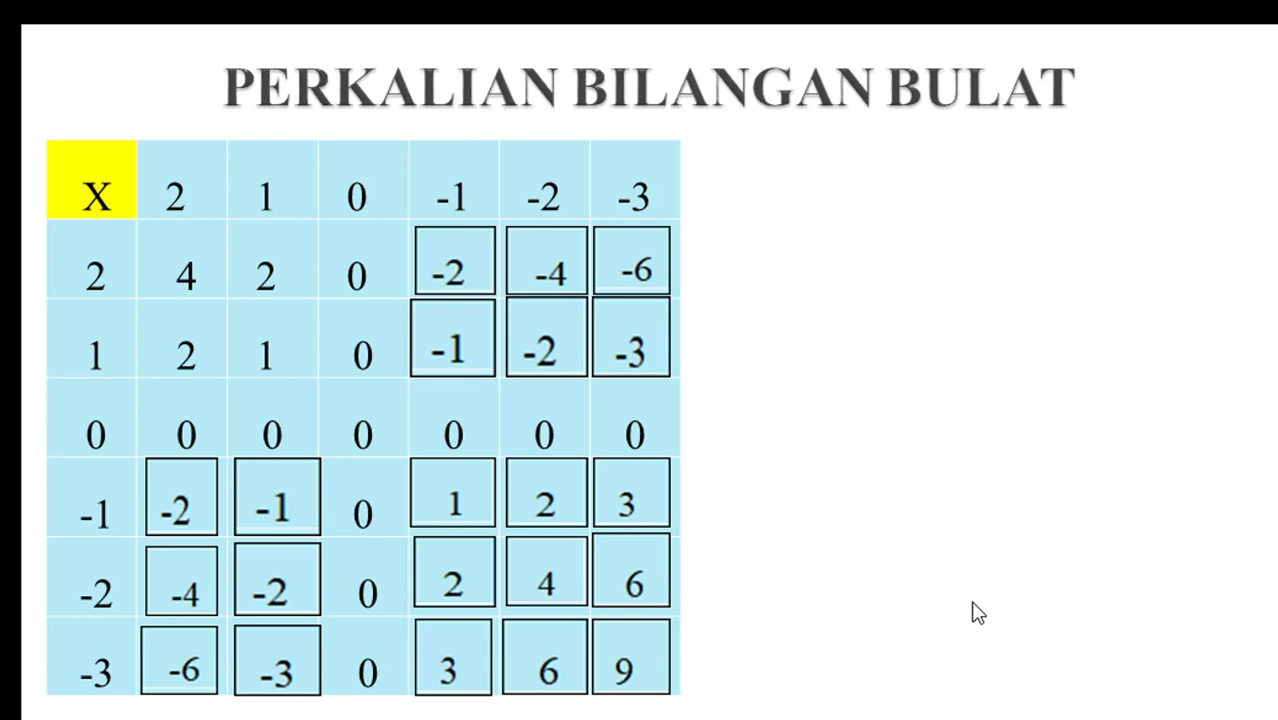 PERKALIAN BILANGAN BULAT
X 2 1 0 -1 -2 -3
2 4 2 0 -2 -4 -6
1 2 1 0 -1 -2 -3
0 0 0 0 0 0 0
-1 -2 -1 0 1 2 3
-2 -4 -2 0 2 4 6
-3 -6 -3 0 3 6 9